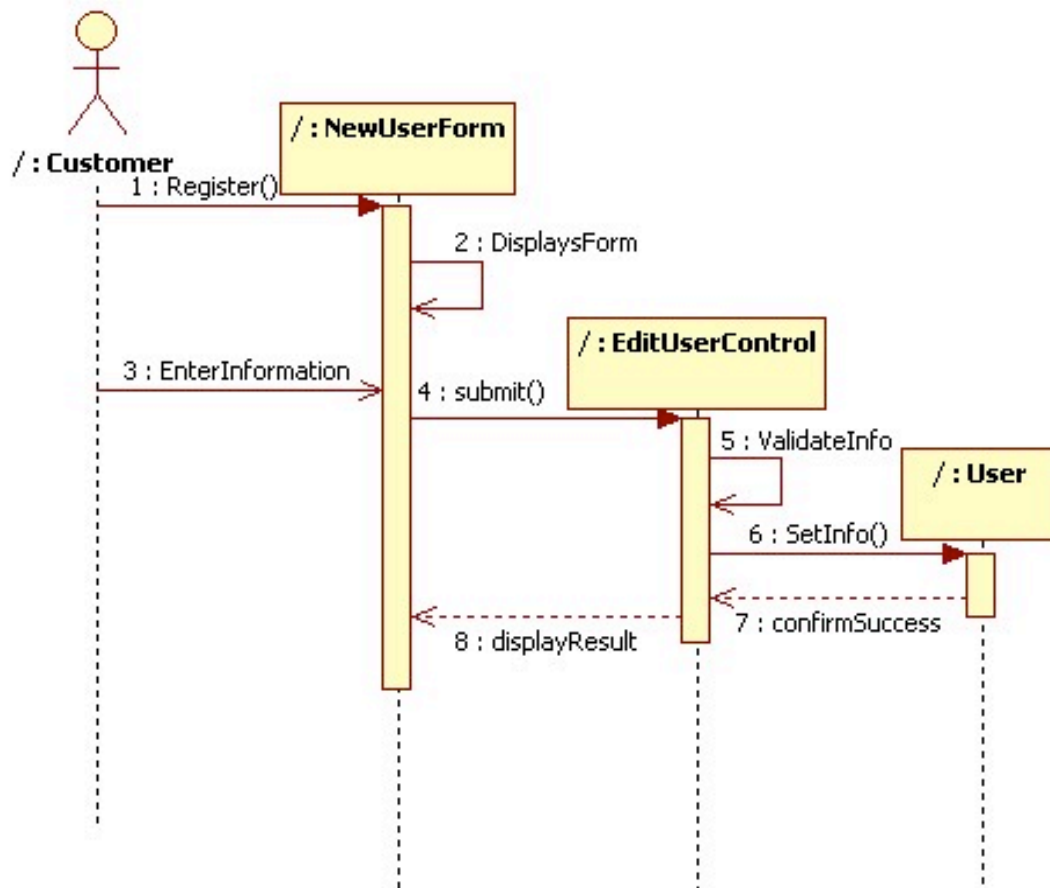 / : NewUserForm
/ : Customer
1 : Register()
2 : DisplaysForm
/ : EditUserControl
3 : EnterInformation
4 : submit()
5 : ValidateInfo
/ : User
6 : SetInfo()
7 : confirmSuccess
8 : displayResult